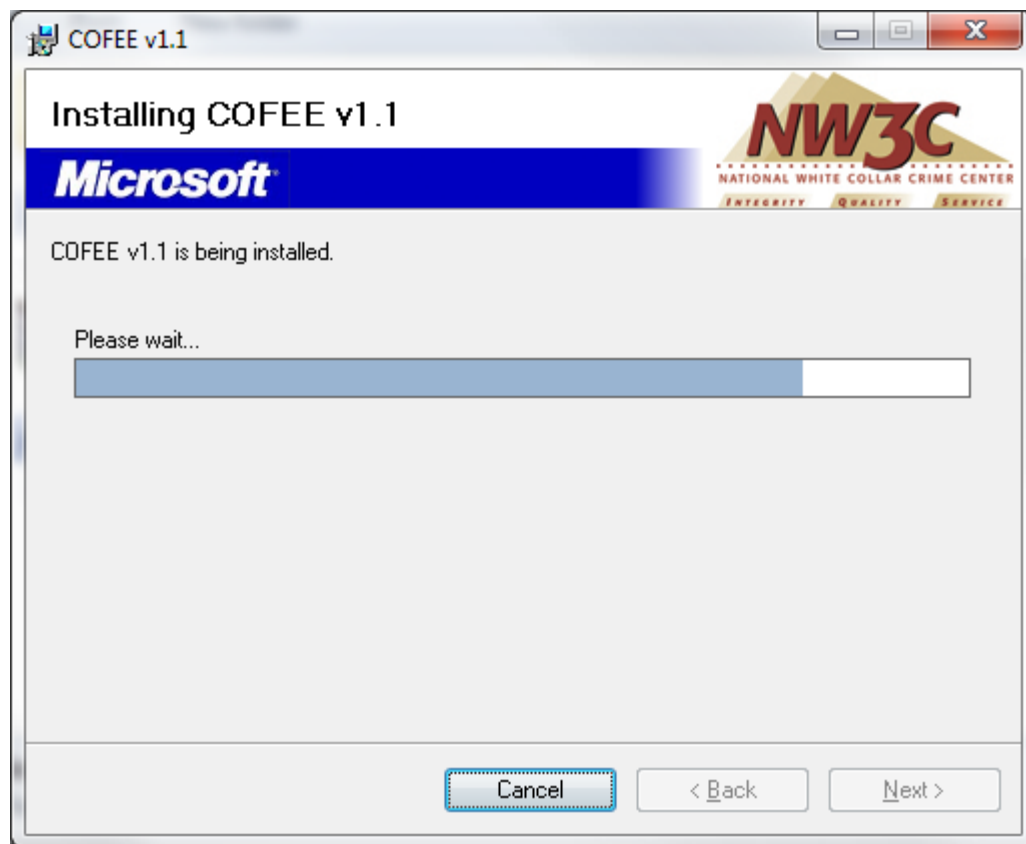 COFEE v1.1
Installing COFEE v1.1
NW3C
Microsoft
NATIONAL WHITE COLLAR CRIME CENTER
INTEGRITY QUALITY SERVICE
COFEE v1.1 is being installed.
Please wait...
Cancel
< Back
Next >